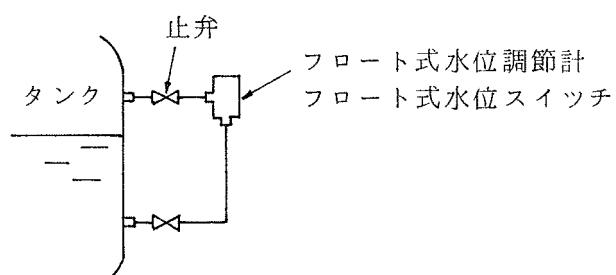 止弁
フロート式水位調節計
タンク
フロート式水位スイッチ